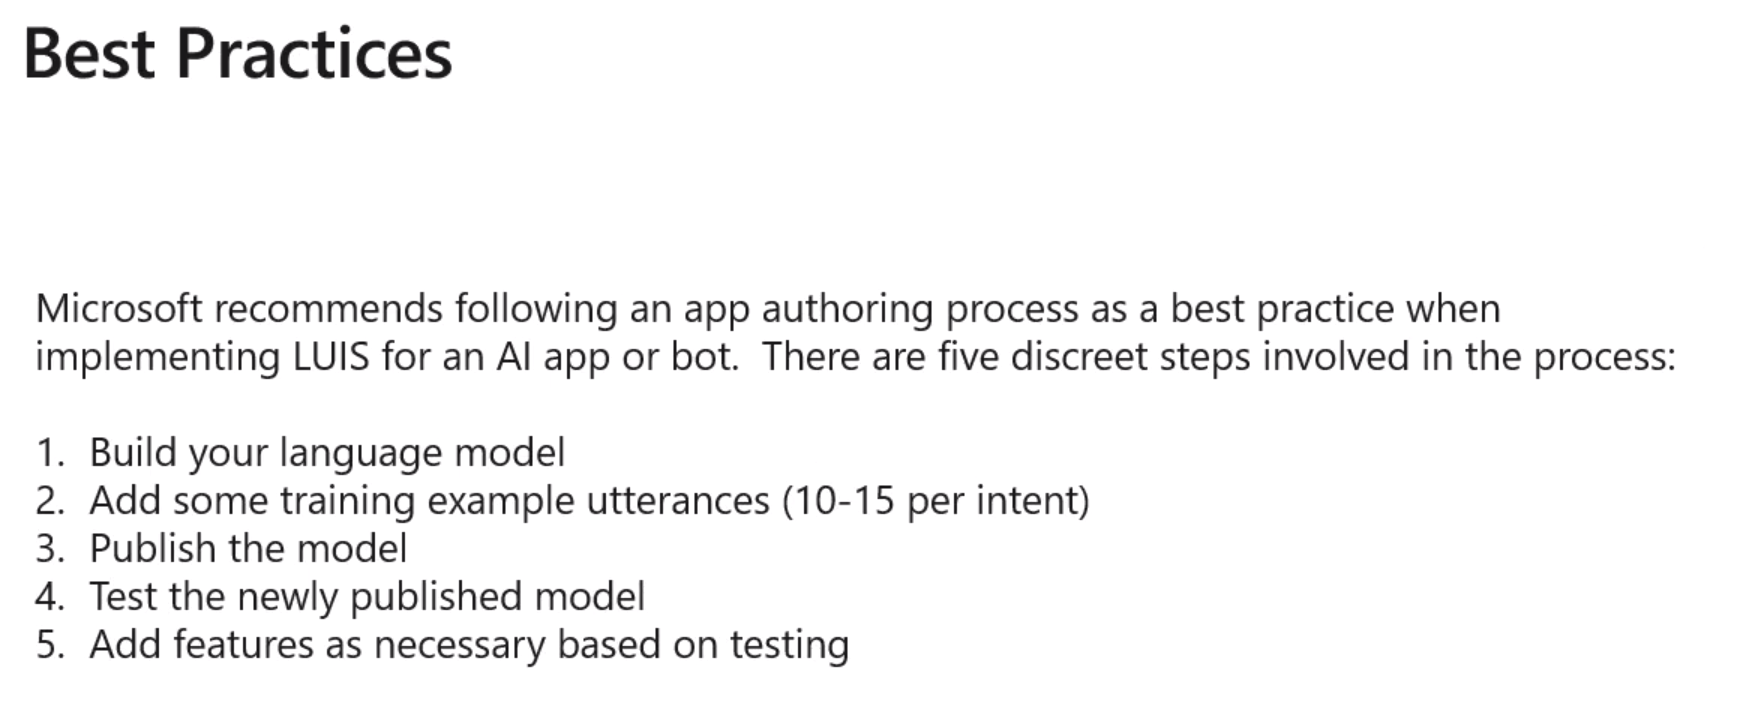 Best Practices
Microsoft recommends following an app authoring process as a best practice when
implementing LUIS for an AI app or bot.  There are five discreet steps involved in the process:
1. Build your language model
2. Add some training example utterances (10-15 per intent)
3. Publish the model
4. Test the newly published model
5. Add features as necessary based on testing